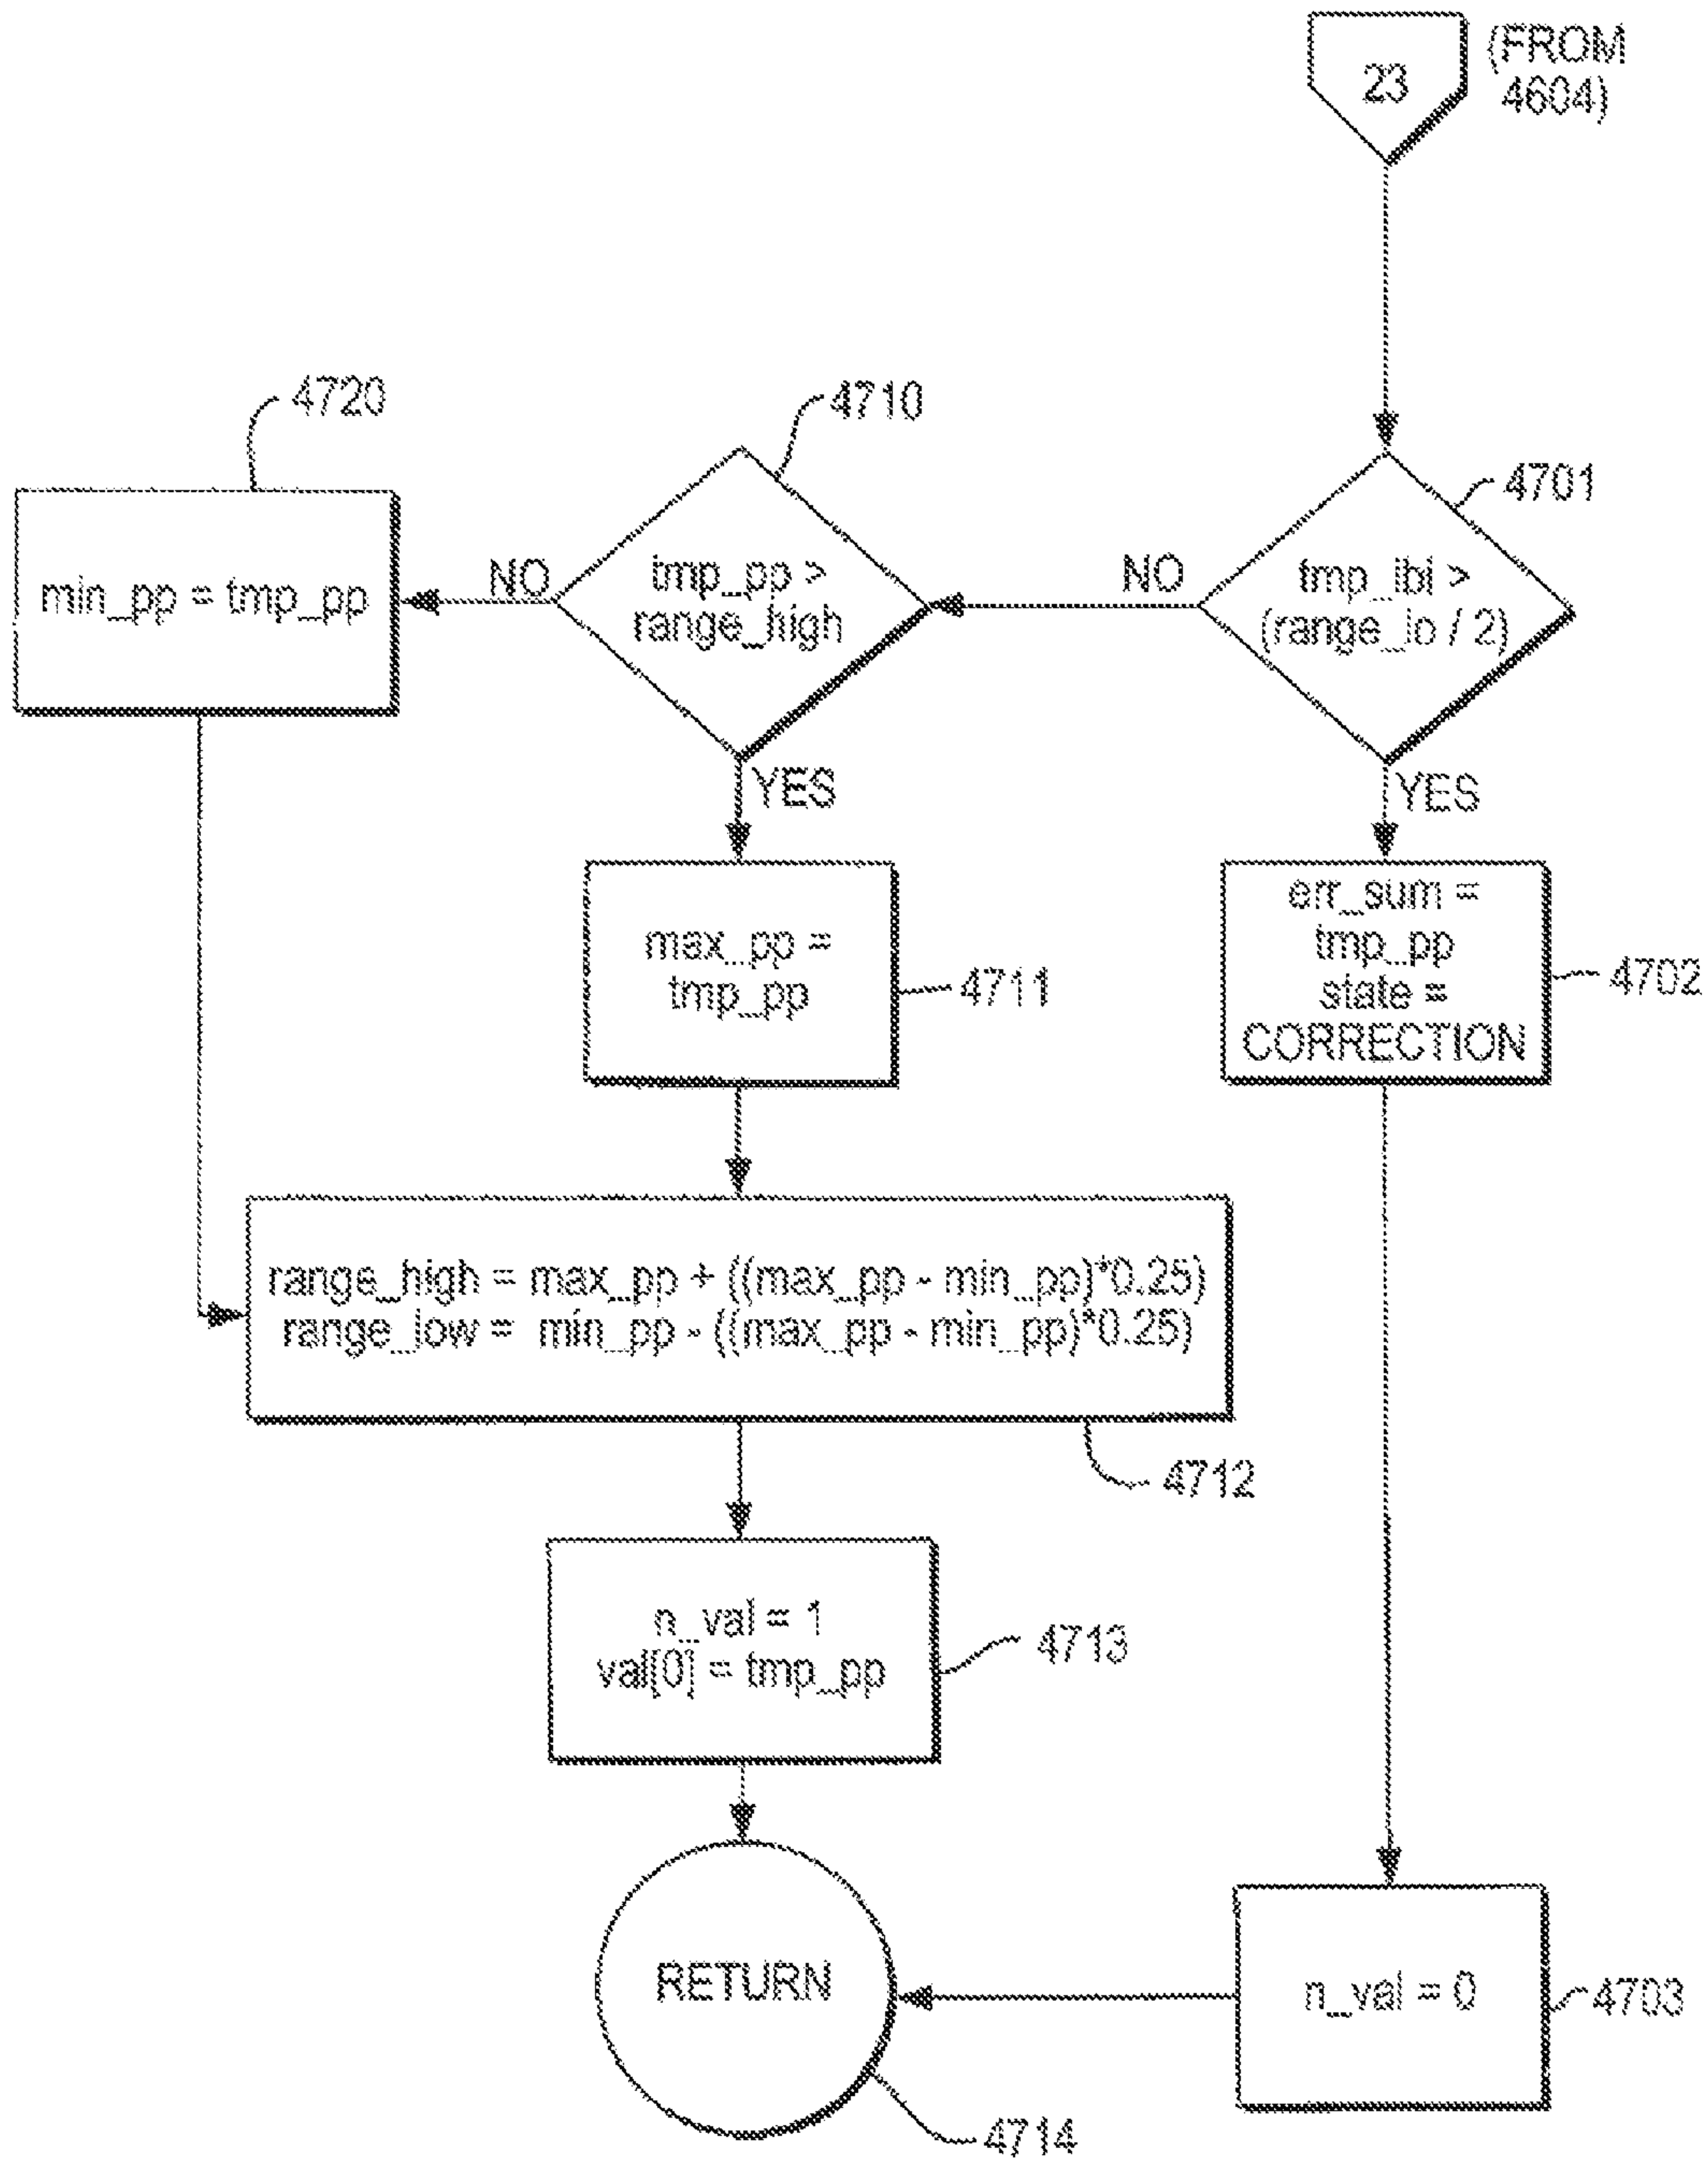 23
(FROM
4604)
4720
4710
4701
min_pp = tmp_pp
NO
tmp_pp >
range_high
NO
tmp_ibi >
(range_lo / 2)
YES
YES
max_pp =
tmp_pp
4711
err_sum =
tmp_pp
state =
CORRECTION
4702
range_high = max_pp + ((max_pp - min_pp)*0.25)
range_low = min_pp - ((max_pp - min_pp)*0.25)
4712
n_val = 1
val[0] = tmp_pp
4713
RETURN
4714
n_val = 0
4703